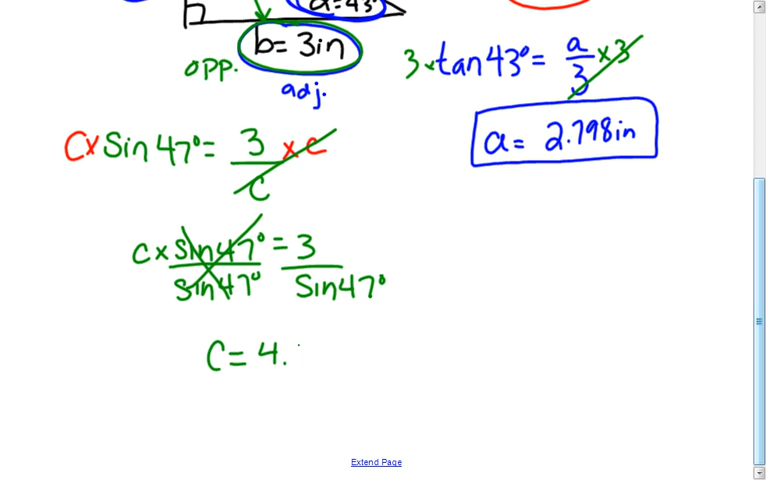 a=43°
b= 3in
opp.
adj.
3×tan43°= a/3 ×3
a= 2.798in
C× Sin 47°= 3/C ×C
C× Sin47° = 3
Sin47° Sin47°
C= 4.
Extend Page